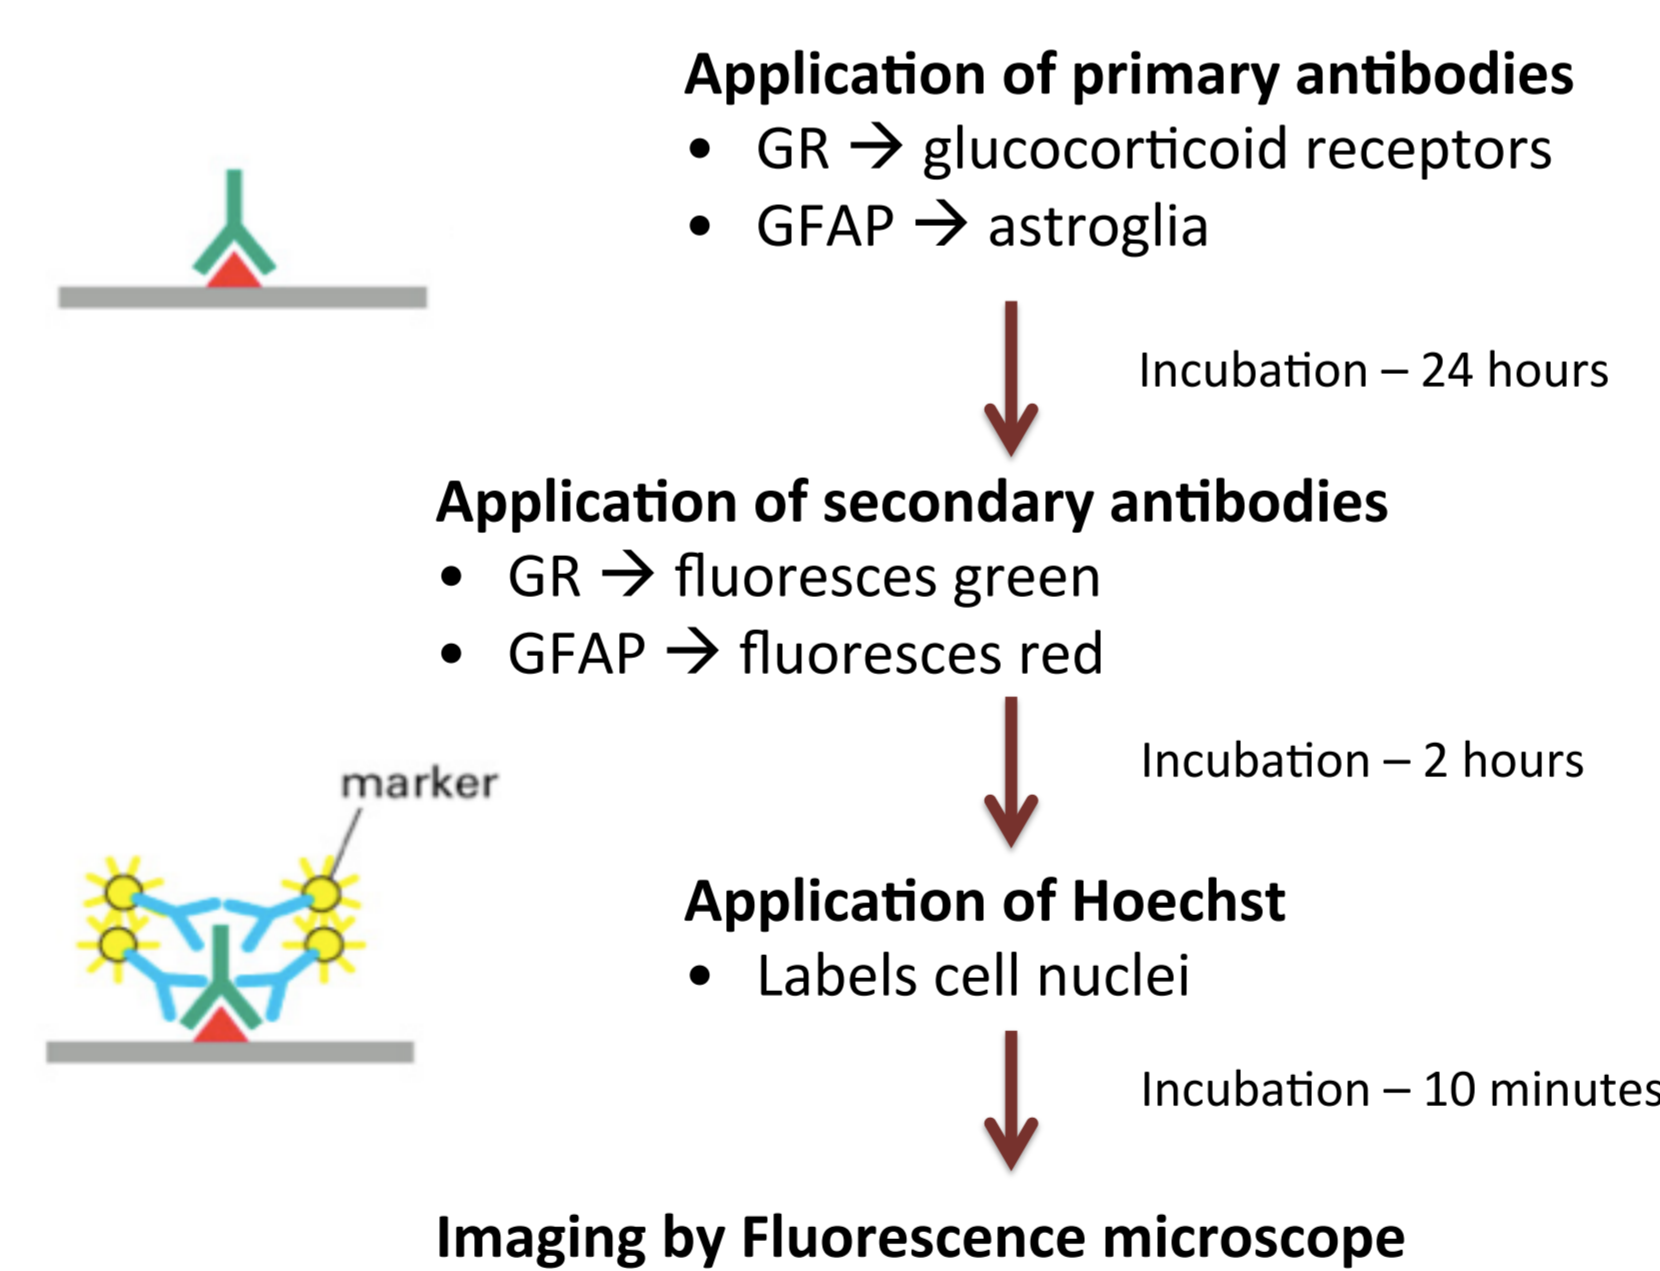 Application of primary antibodies
• GR → glucocorticoid receptors
• GFAP → astroglia
Incubation – 24 hours
Application of secondary antibodies
• GR → fluoresces green
• GFAP → fluoresces red
Incubation – 2 hours
marker
Application of Hoechst
• Labels cell nuclei
Incubation – 10 minutes
Imaging by Fluorescence microscope